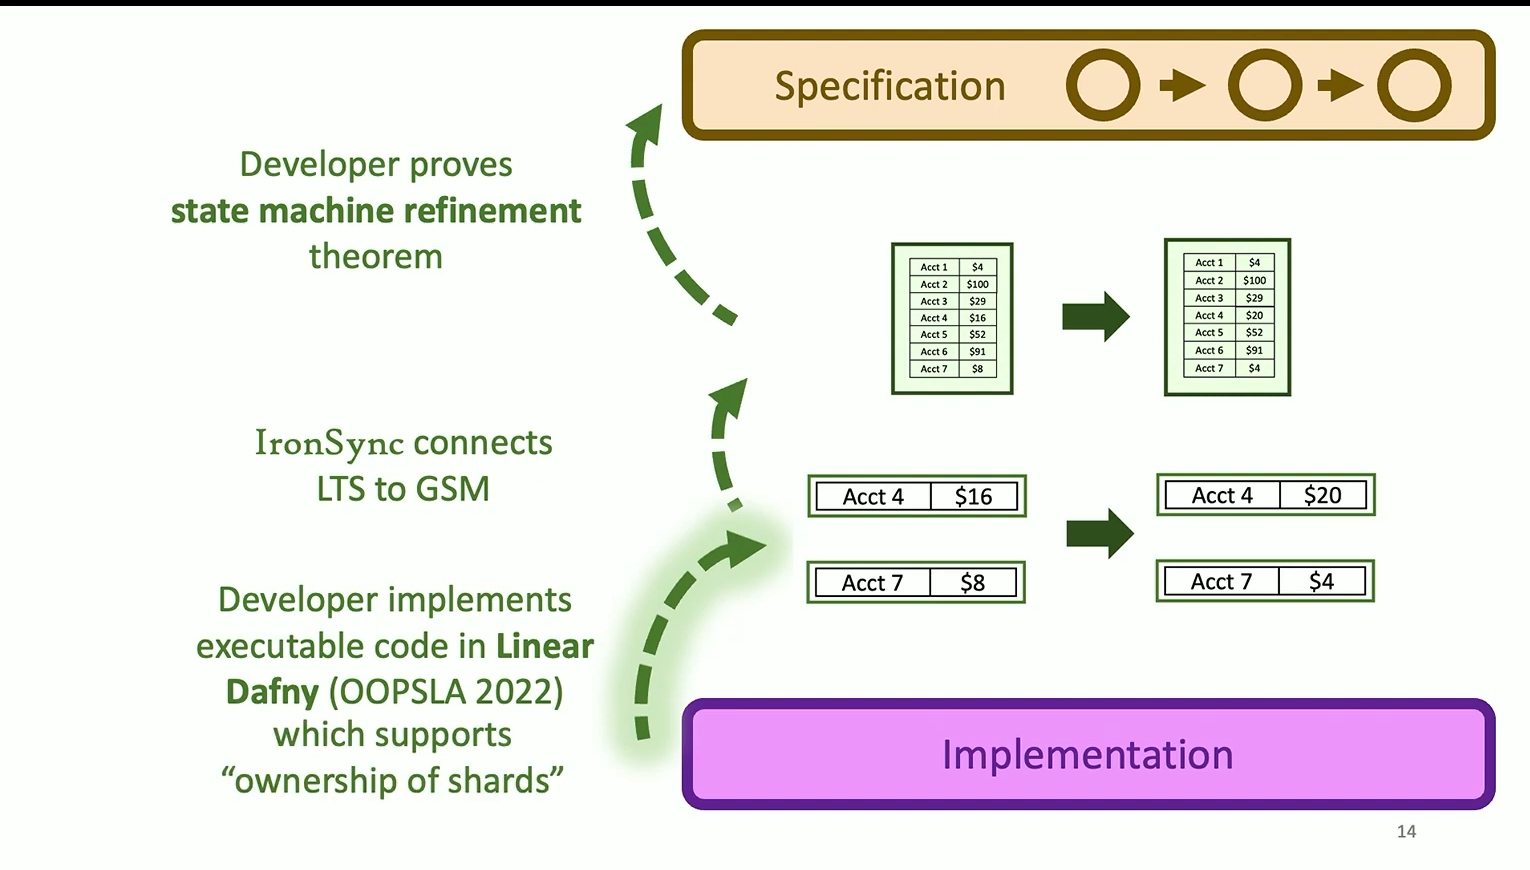 Specification
Developer proves
state machine refinement
theorem
Acct 1 $4
Acct 2 $100
Acct 3 $29
Acct 4 $16
Acct 5 $52
Acct 6 $91
Acct 7 $8
Acct 1 $4
Acct 2 $100
Acct 3 $29
Acct 4 $20
Acct 5 $52
Acct 6 $91
Acct 7 $4
IronSync connects
LTS to GSM
Acct 4 $16
Acct 4 $20
Acct 7 $8
Acct 7 $4
Developer implements
executable code in Linear
Dafny (OOPSLA 2022)
which supports
“ownership of shards”
Implementation
14